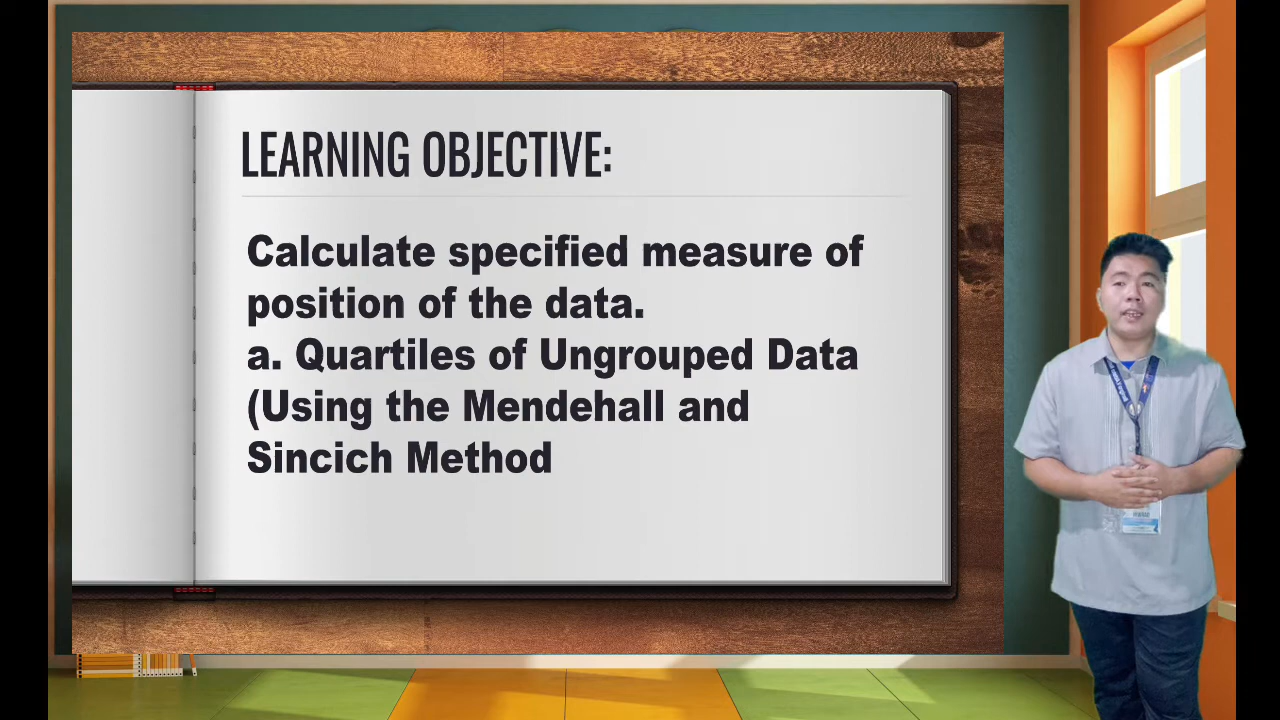 LEARNING OBJECTIVE:
Calculate specified measure of
position of the data.
a. Quartiles of Ungrouped Data
(Using the Mendehall and
Sincich Method